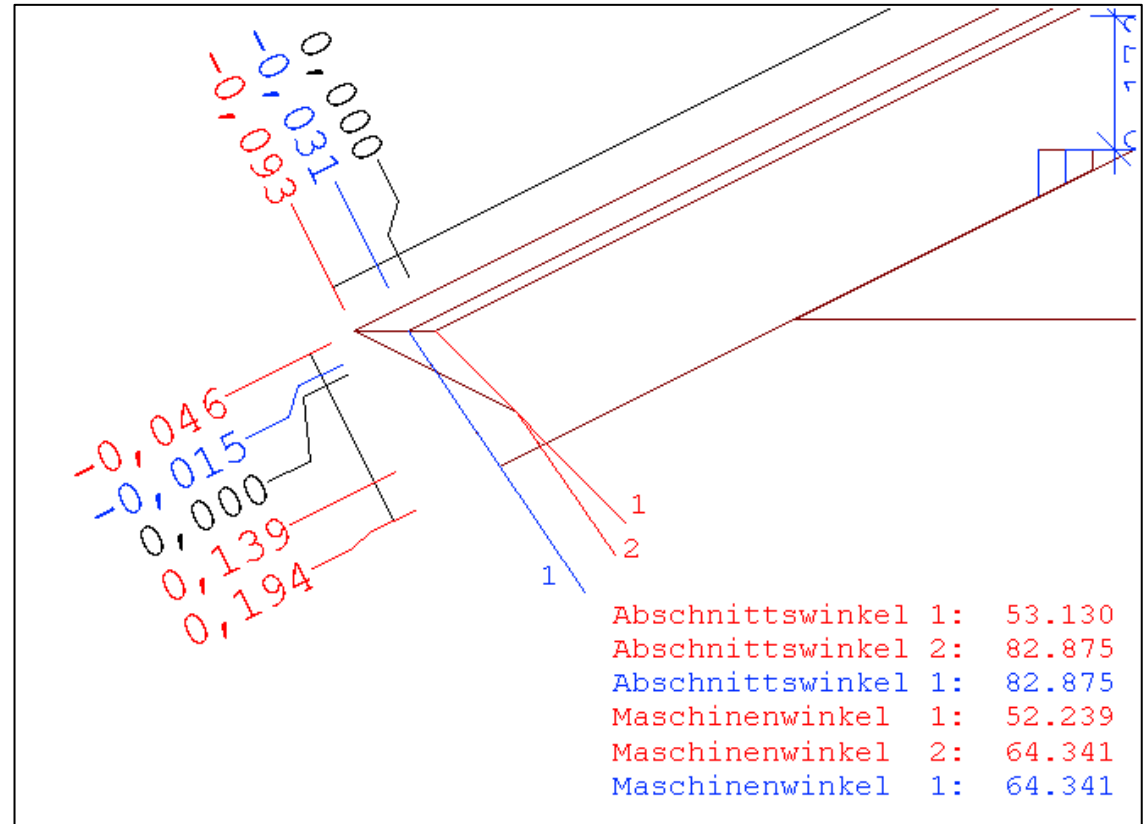 0,000
-0,031
-0,093
-0,046
-0,015
0,000
0,139
0,194
1
2
1
Abschnittswinkel 1: 53.130
Abschnittswinkel 2: 82.875
Abschnittswinkel 1: 82.875
Maschinenwinkel 1: 52.239
Maschinenwinkel 2: 64.341
Maschinenwinkel 1: 64.341